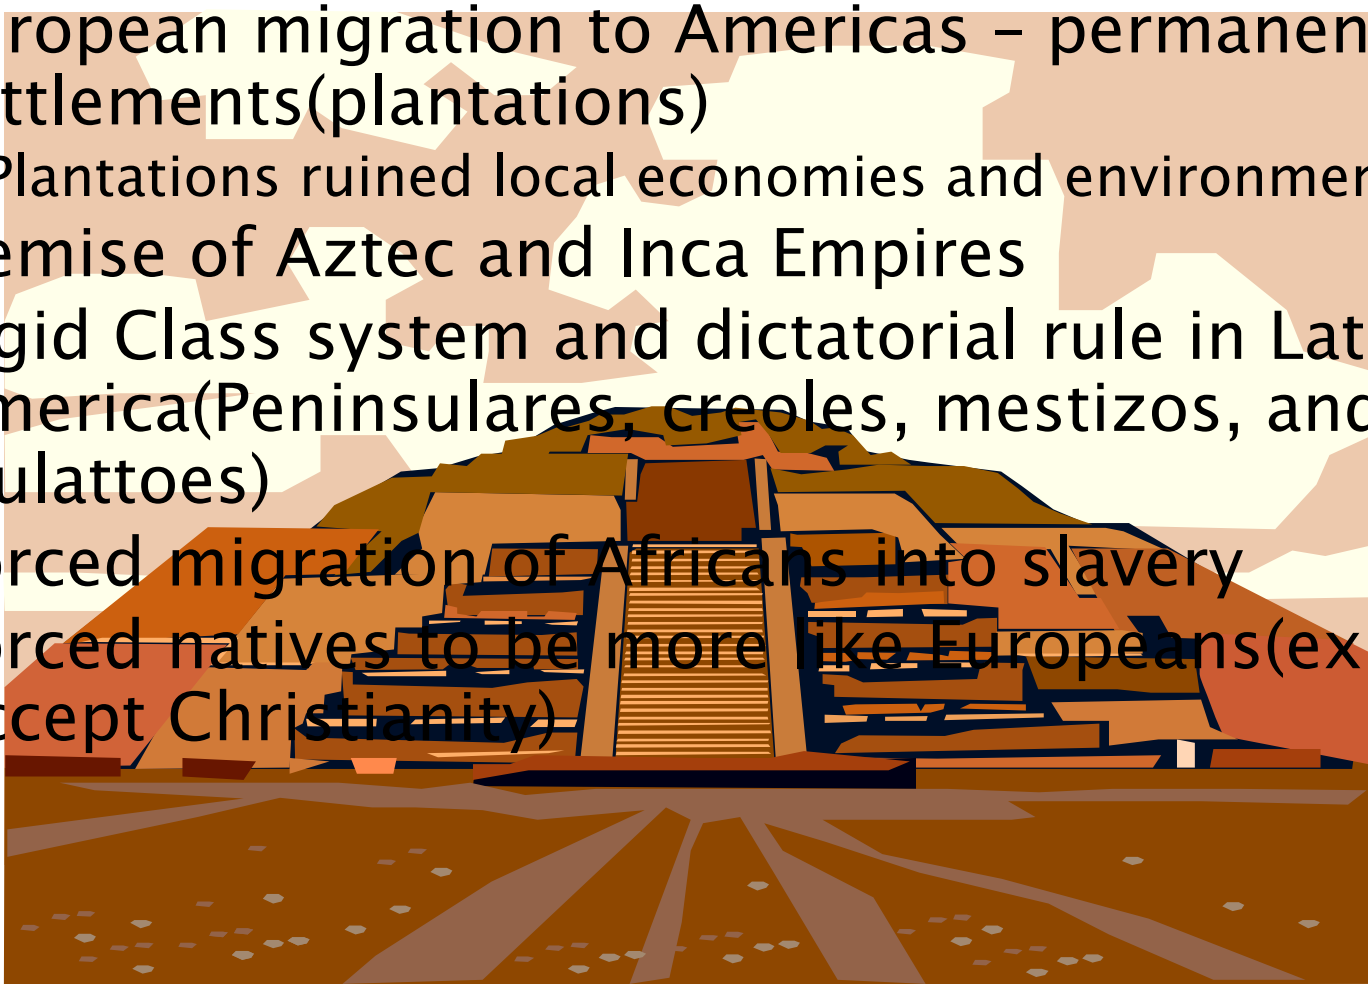 ropean migration to Americas – permanen
ttlements(plantations)
Plantations ruined local economies and environmen
emise of Aztec and Inca Empires
gid Class system and dictatorial rule in Lat
merica(Peninsulares, creoles, mestizos, and
ulattoes)
rced migration of Africans into slavery
rced natives to be more like Europeans(ex
ccept Christianity)